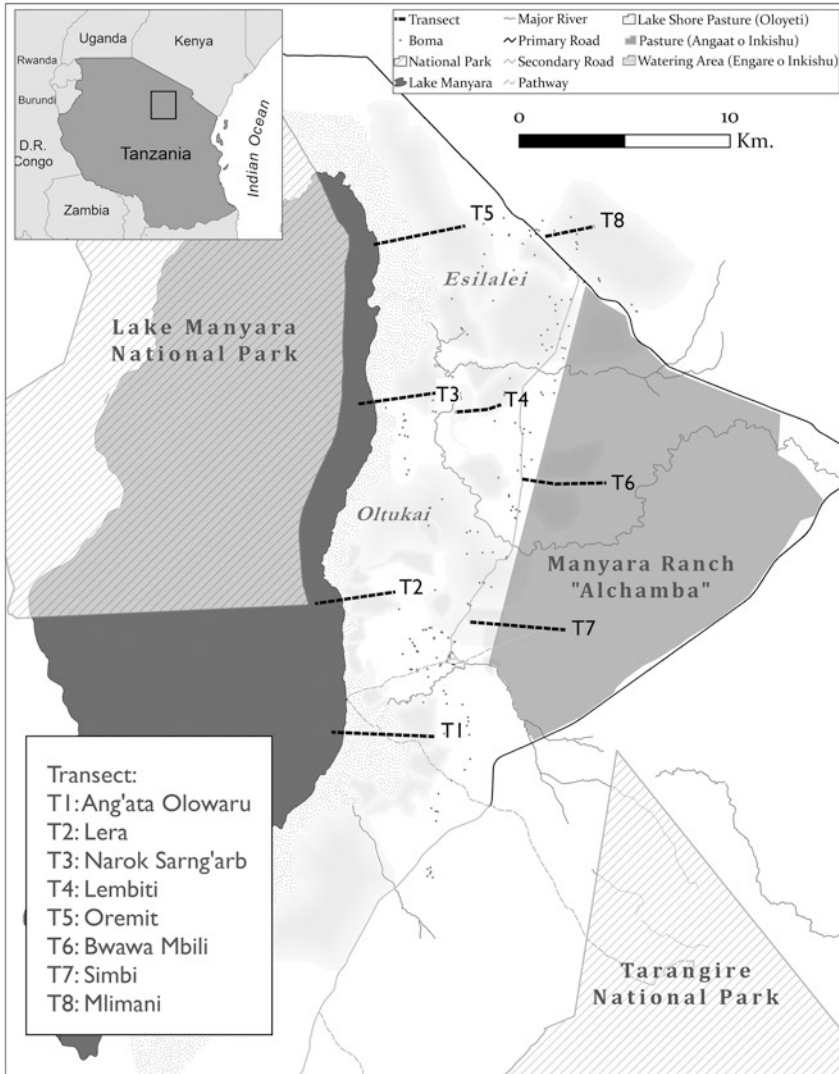 Uganda
Kenya
Rwanda
Burundi
D.R.
Congo
Tanzania
Zambia
Indian Ocean
Transect
Boma
National Park
Lake Manyara
Major River
Primary Road
Secondary Road
Pathway
Lake Shore Pasture (Oloyeti)
Pasture (Angaat o Inkishu)
Watering Area (Engare o Inkishu)
0
10
Km.
T5
T8
Esilalei
Lake Manyara
National Park
T3
T4
Oltukai
T6
Manyara Ranch
"Alchamba"
T2
T7
T1
Transect:
T1: Ang'ata Olowaru
T2: Lera
T3: Narok Sarng'arb
T4: Lembiti
T5: Oremit
T6: Bwawa Mbili
T7: Simbi
T8: Mlimani
Tarangire
National Park